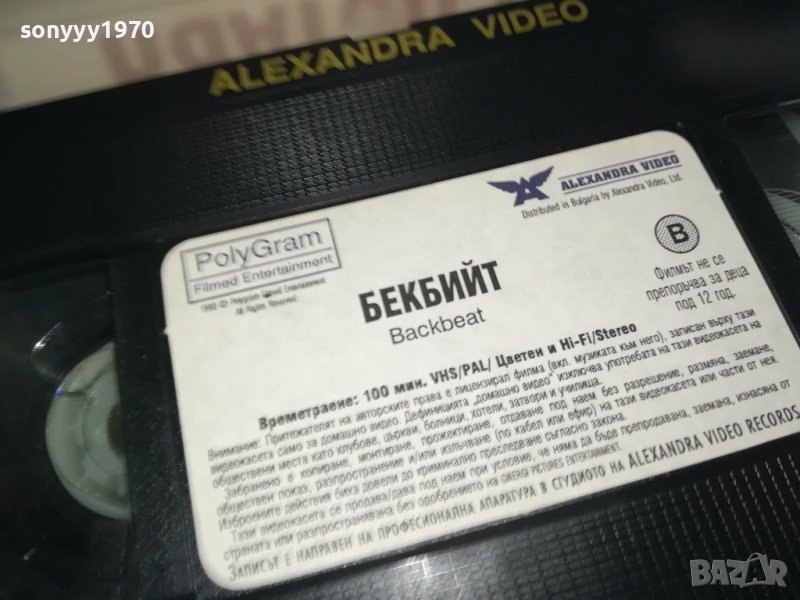 sonyyy1970
ALEXANDRA VIDEO
ALEXANDRA VIDEO
Distributed in Bulgaria by Alexandra Video, Ltd.
PolyGram
Filmed Entertainment
All Rights Reserved.
БЕКБИЙТ
Backbeat
B
Филмът не се
препоръчва за деца
под 12 год.
Времетраене: 100 мин. VHS/PAL/ Цветен и Hi-Fi/Stereo
Внимание: Притежателят на авторските права е лицензирал филма (вкл. музиката към него), записан върху тази
видеокасета само за домашно видео. Дефиницията „домашно видео" изключва употребата на тази видеокасета на
обществени места като клубове, църкви, болници, хотели, затвори и училища.
Забранено е копиране, монтиране, прожектиране, отдаване под наем без разрешение, размяна, заемане,
обществен показ, разпространение и/или излъчване (по кабел или ефир) на тази видеокасета или части от нея.
Изброените действия биха довели до криминално преследване съгласно закона.
Тази видеокасета се продава/дава под наем при условие, че няма да бъде препродавана, заемана, изнасяна от
страната или разпространявана без одобрението на CINERGI PICTURES ENTERTAINMENT.
ЗАПИСЪТ Е НАПРАВЕН НА ПРОФЕСИОНАЛНА АПАРАТУРА В СТУДИОТО НА ALEXANDRA VIDEO RECORDS
BAZAR